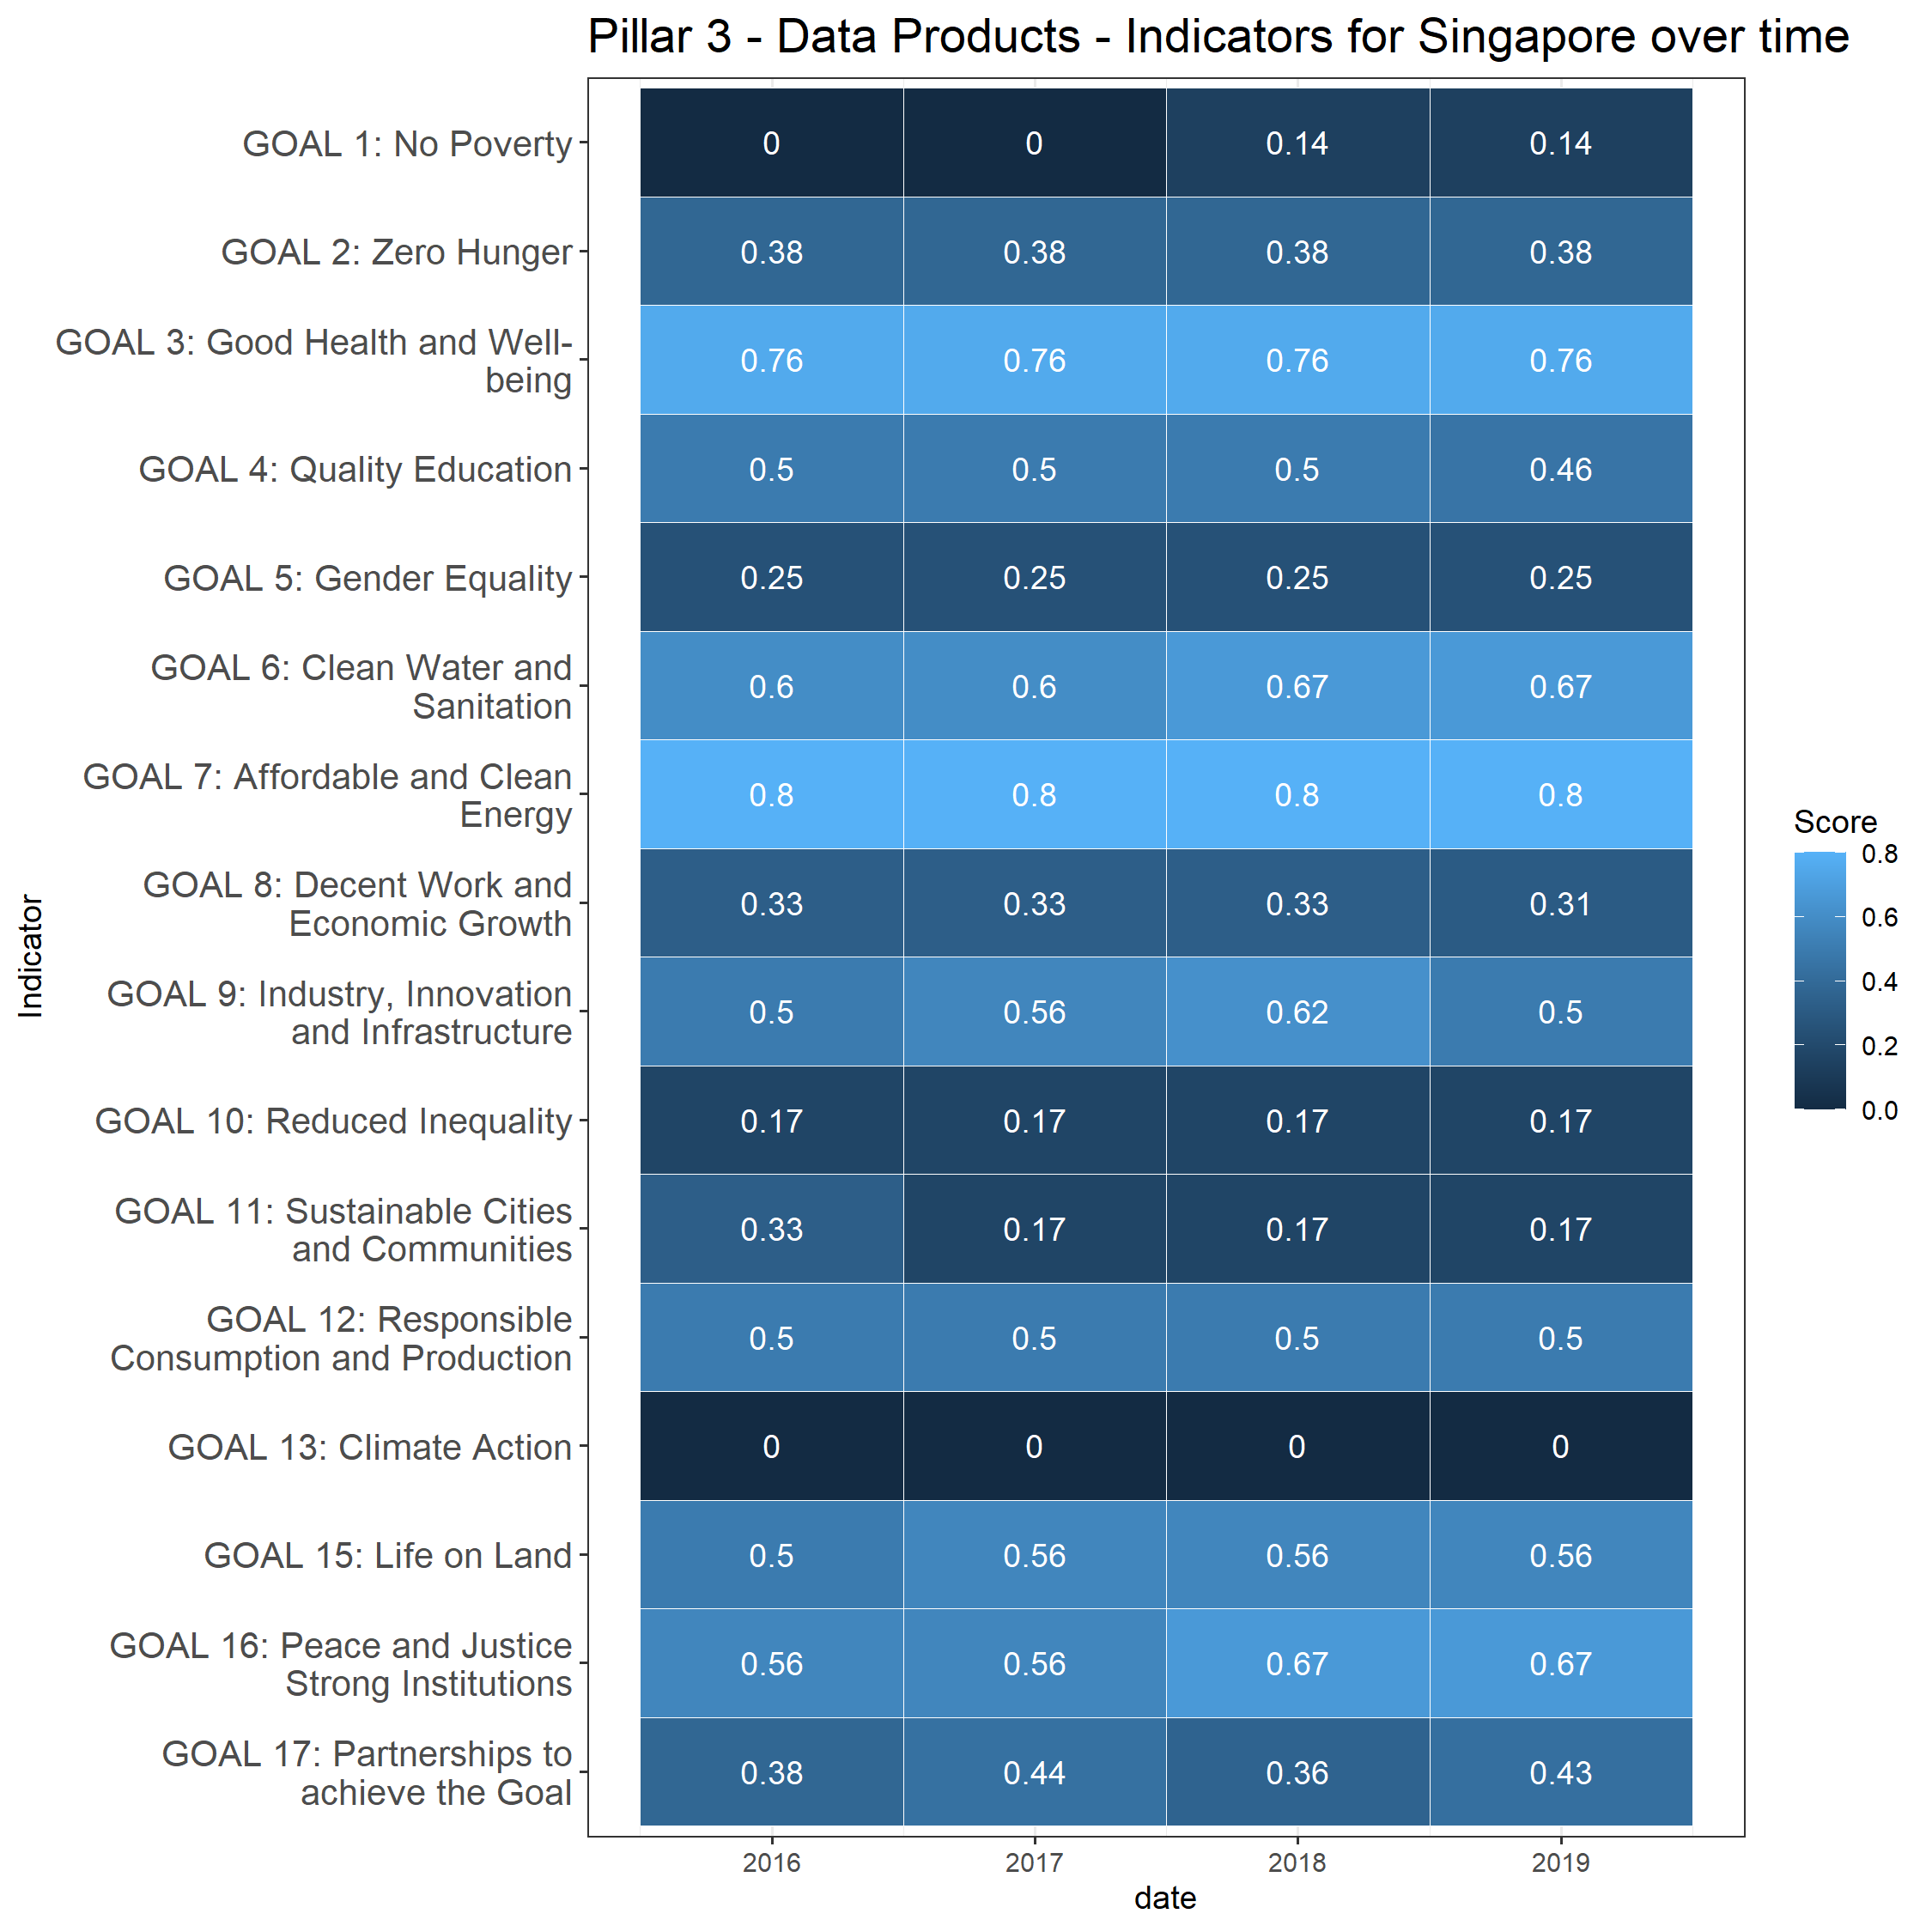 Pillar 3 - Data Products - Indicators for Singapore over time
GOAL 1: No Poverty
0 0 0.14 0.14
GOAL 2: Zero Hunger
0.38 0.38 0.38 0.38
GOAL 3: Good Health and Well-
being
0.76 0.76 0.76 0.76
GOAL 4: Quality Education
0.5 0.5 0.5 0.46
GOAL 5: Gender Equality
0.25 0.25 0.25 0.25
GOAL 6: Clean Water and
Sanitation
0.6 0.6 0.67 0.67
GOAL 7: Affordable and Clean
Energy
0.8 0.8 0.8 0.8
GOAL 8: Decent Work and
Economic Growth
0.33 0.33 0.33 0.31
GOAL 9: Industry, Innovation
and Infrastructure
0.5 0.56 0.62 0.5
GOAL 10: Reduced Inequality
0.17 0.17 0.17 0.17
GOAL 11: Sustainable Cities
and Communities
0.33 0.17 0.17 0.17
GOAL 12: Responsible
Consumption and Production
0.5 0.5 0.5 0.5
GOAL 13: Climate Action
0 0 0 0
GOAL 15: Life on Land
0.5 0.56 0.56 0.56
GOAL 16: Peace and Justice
Strong Institutions
0.56 0.56 0.67 0.67
GOAL 17: Partnerships to
achieve the Goal
0.38 0.44 0.36 0.43
2016 2017 2018 2019
date
Indicator
Score
0.8
0.6
0.4
0.2
0.0